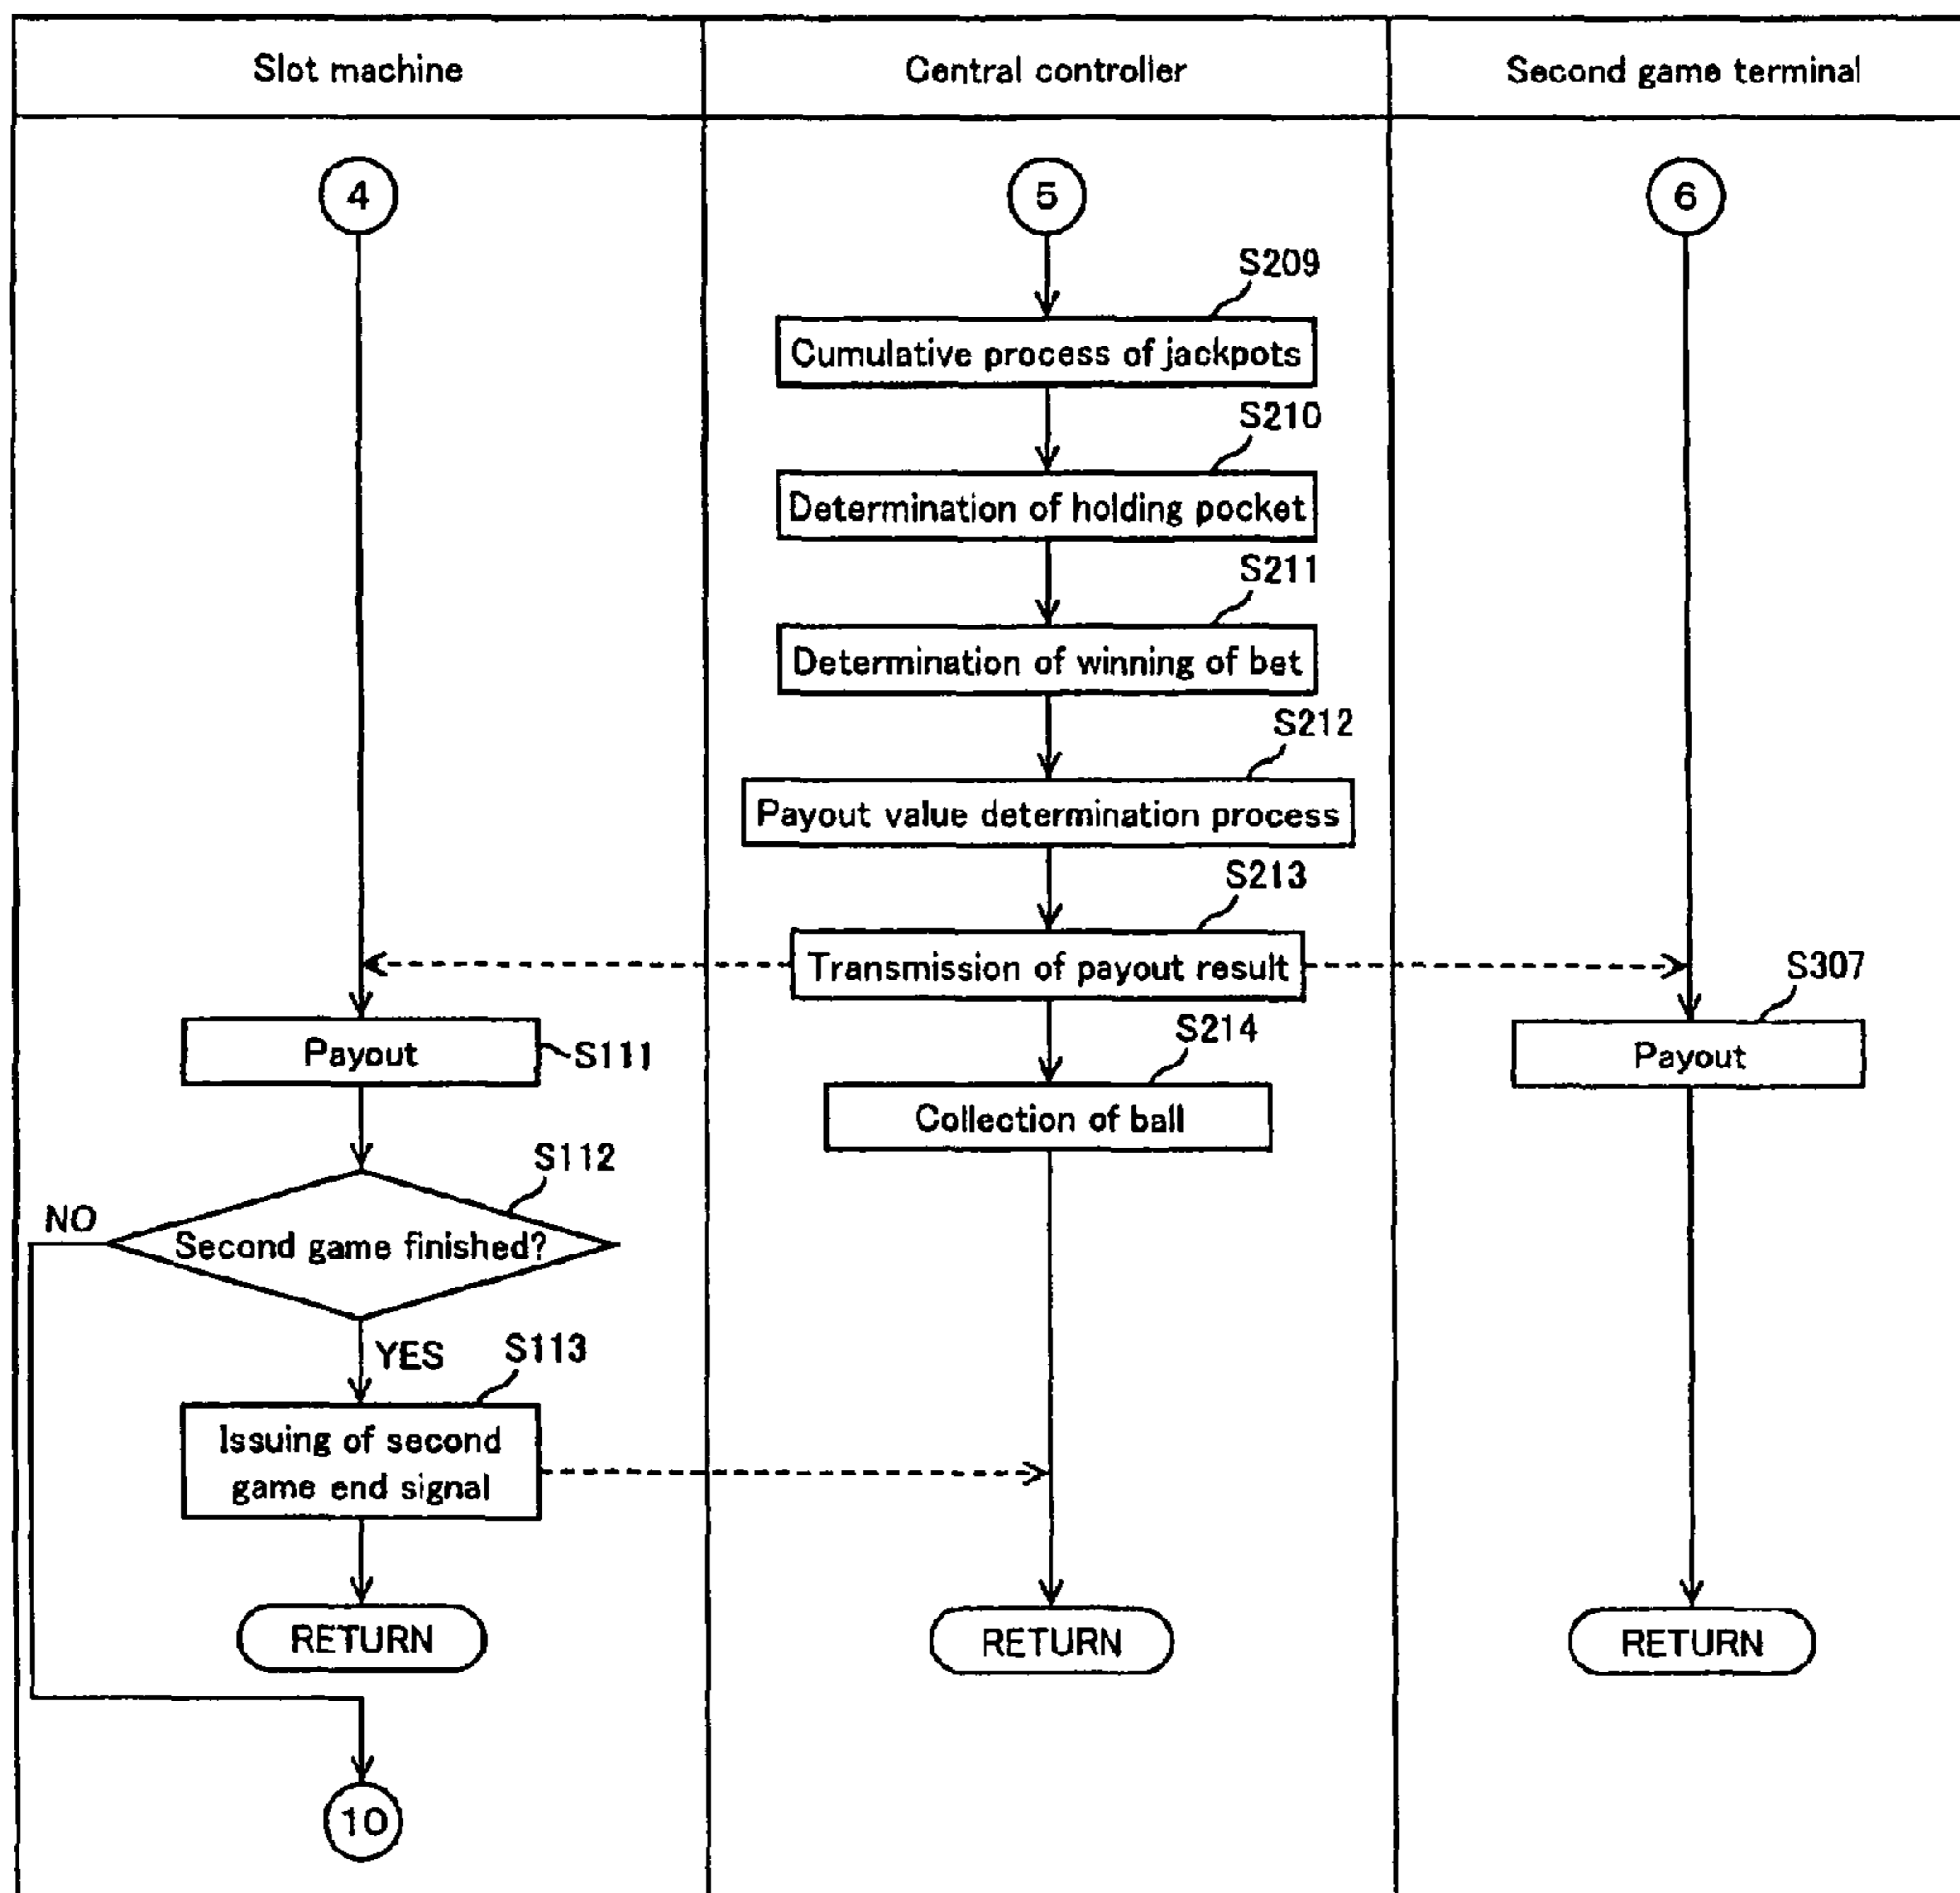 Slot machine
Central controller
Second game terminal
4
5
6
S209
Cumulative process of jackpots
S210
Determination of holding pocket
S211
Determination of winning of bet
S212
Payout value determination process
S213
Transmission of payout result
S307
Payout
S111
S214
Payout
Collection of ball
S112
NO
Second game finished?
YES
S113
Issuing of second
game end signal
RETURN
RETURN
RETURN
10